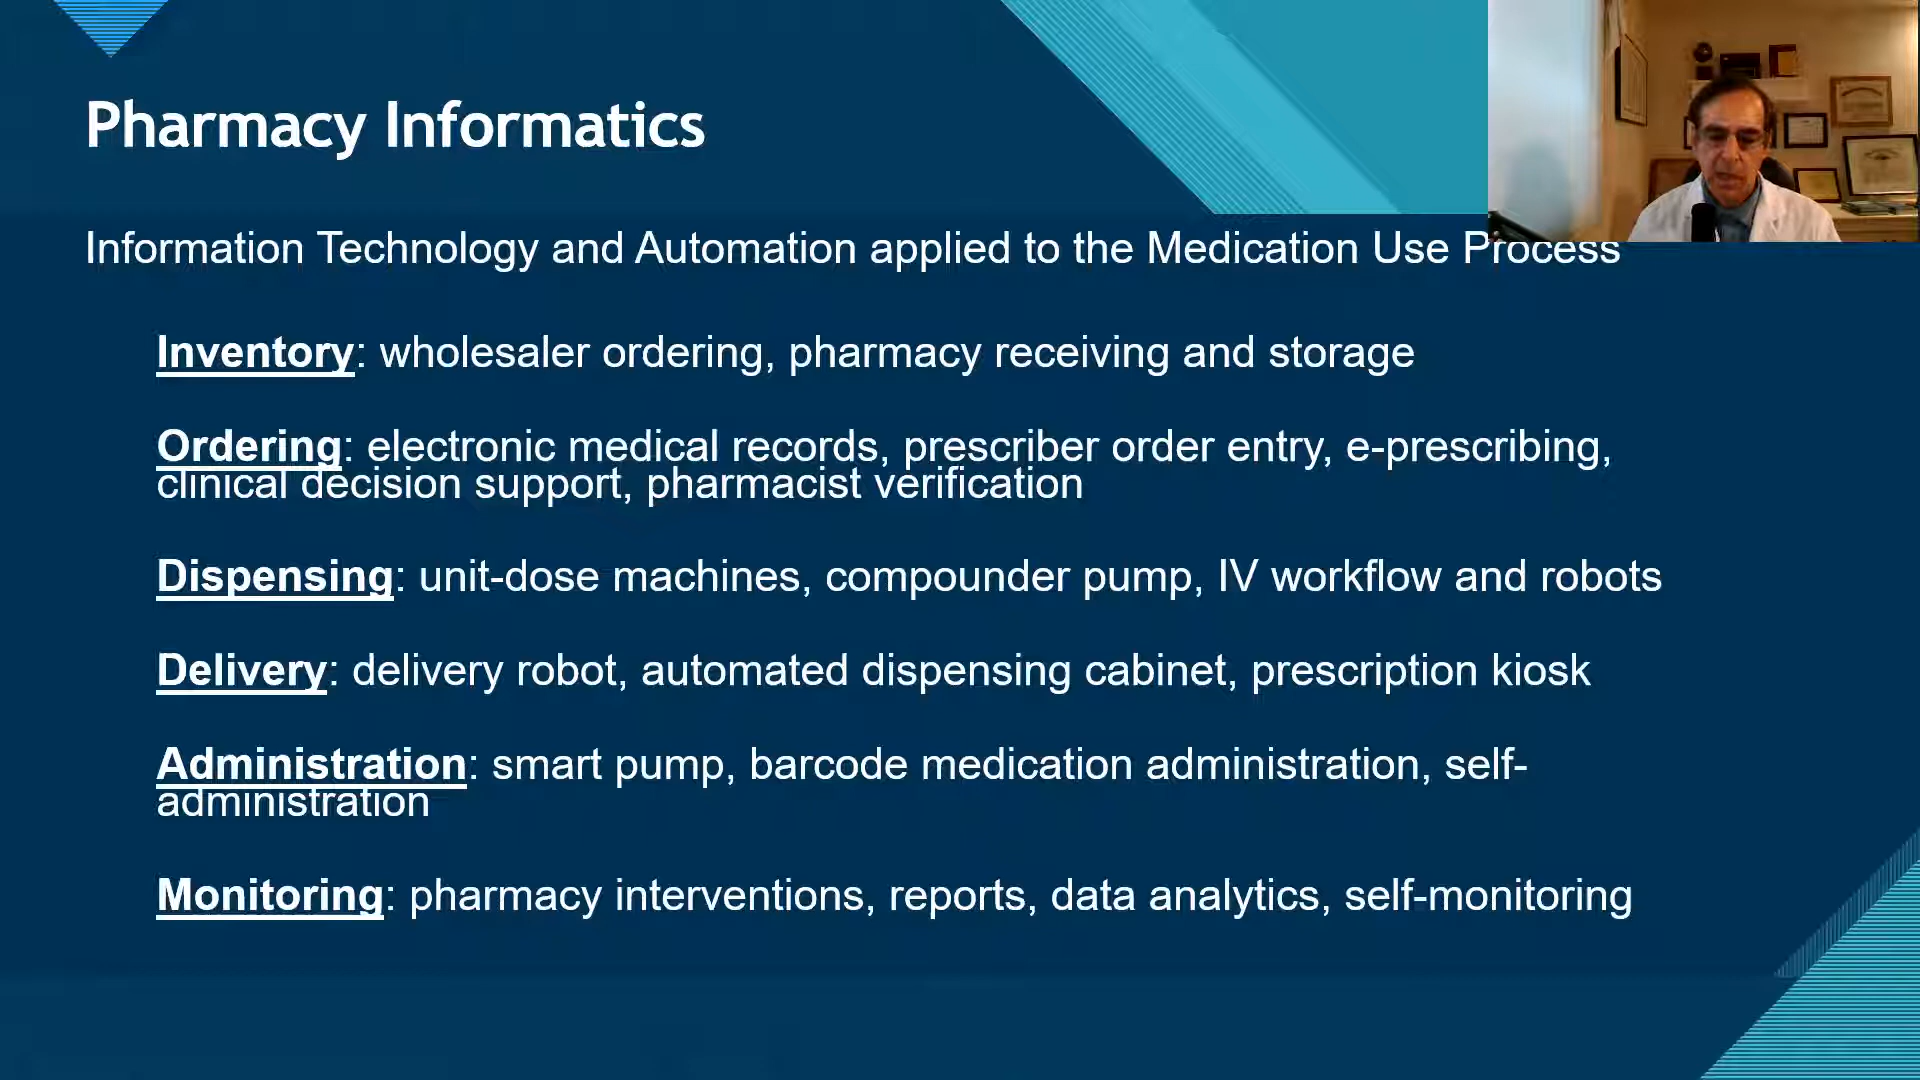 Pharmacy Informatics
Information Technology and Automation applied to the Medication Use Process
Inventory: wholesaler ordering, pharmacy receiving and storage
Ordering: electronic medical records, prescriber order entry, e-prescribing,
clinical decision support, pharmacist verification
Dispensing: unit-dose machines, compounder pump, IV workflow and robots
Delivery: delivery robot, automated dispensing cabinet, prescription kiosk
Administration: smart pump, barcode medication administration, self-
administration
Monitoring: pharmacy interventions, reports, data analytics, self-monitoring